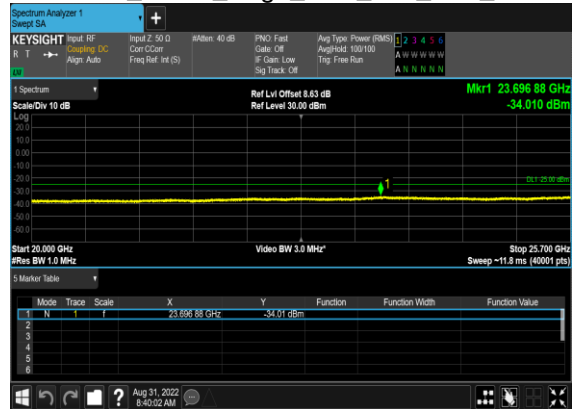 Spectrum Analyzer 1
Swept SA
+
KEYSIGHT Input: RF Input Z: 50 Ω #Atten: 40 dB PNO: Fast Avg Type: Power (RMS) 1 2 3 4 5 6
R T Coupling: DC Corr CCorr Gate: Off Avg|Hold: 100/100 A W W W W W
Align: Auto Freq Ref: Int (S) IF Gain: Low Trig: Free Run
Sig Track: Off A N N N N N
1 Spectrum Ref Lvl Offset 8.63 dB Mkr1 23.696 88 GHz
Scale/Div 10 dB Ref Level 30.00 dBm -34.010 dBm
Log
20.0
10.0
0.00
-10.0
-20.0 1 DL1 -25.00 dBm
-30.0
-40.0
-50.0
-60.0
Start 20.000 GHz Video BW 3.0 MHz* Stop 25.700 GHz
#Res BW 1.0 MHz Sweep ~11.8 ms (40001 pts)
5 Marker Table
Mode Trace Scale X Y Function Function Width Function Value
1 N 1 f 23.696 88 GHz -34.01 dBm
2
3
4
5
6
? Aug 31, 2022
8:40:02 AM